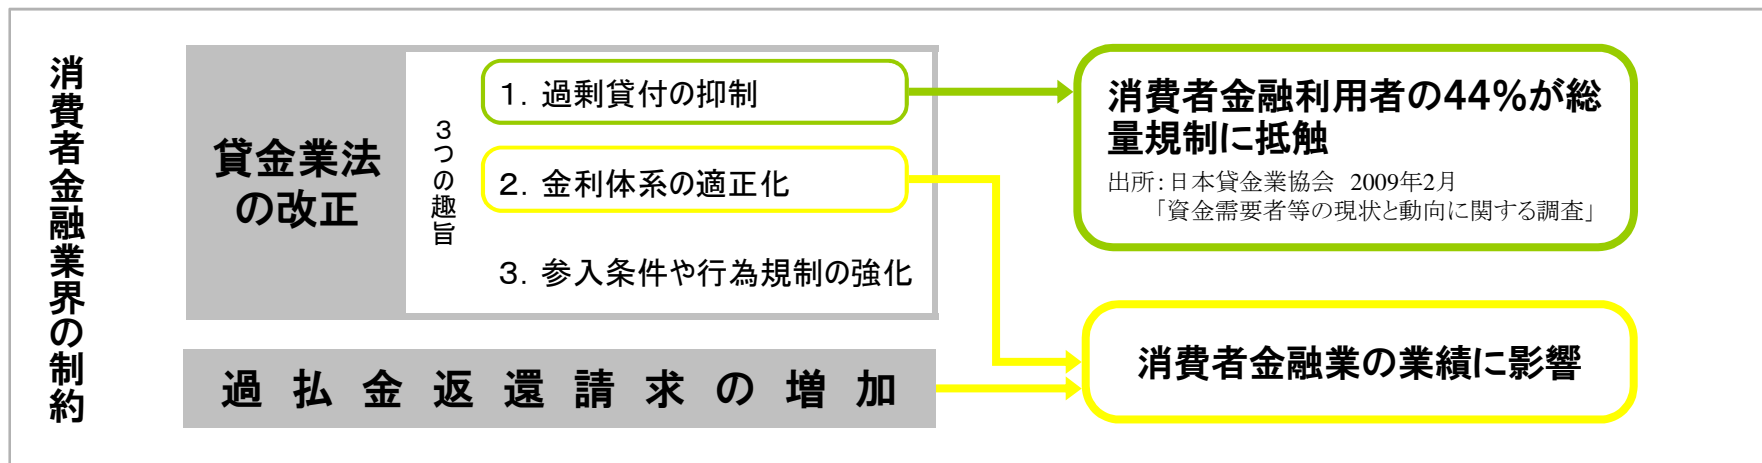 消費者金融業界の制約
貸金業法
の改正
3つの趣旨
1．過剰貸付の抑制
2．金利体系の適正化
3．参入条件や行為規制の強化
過払金返還請求の増加
消費者金融利用者の44％が総
量規制に抵触
出所：日本貸金業協会　2009年2月
「資金需要者等の現状と動向に関する調査」
消費者金融業の業績に影響